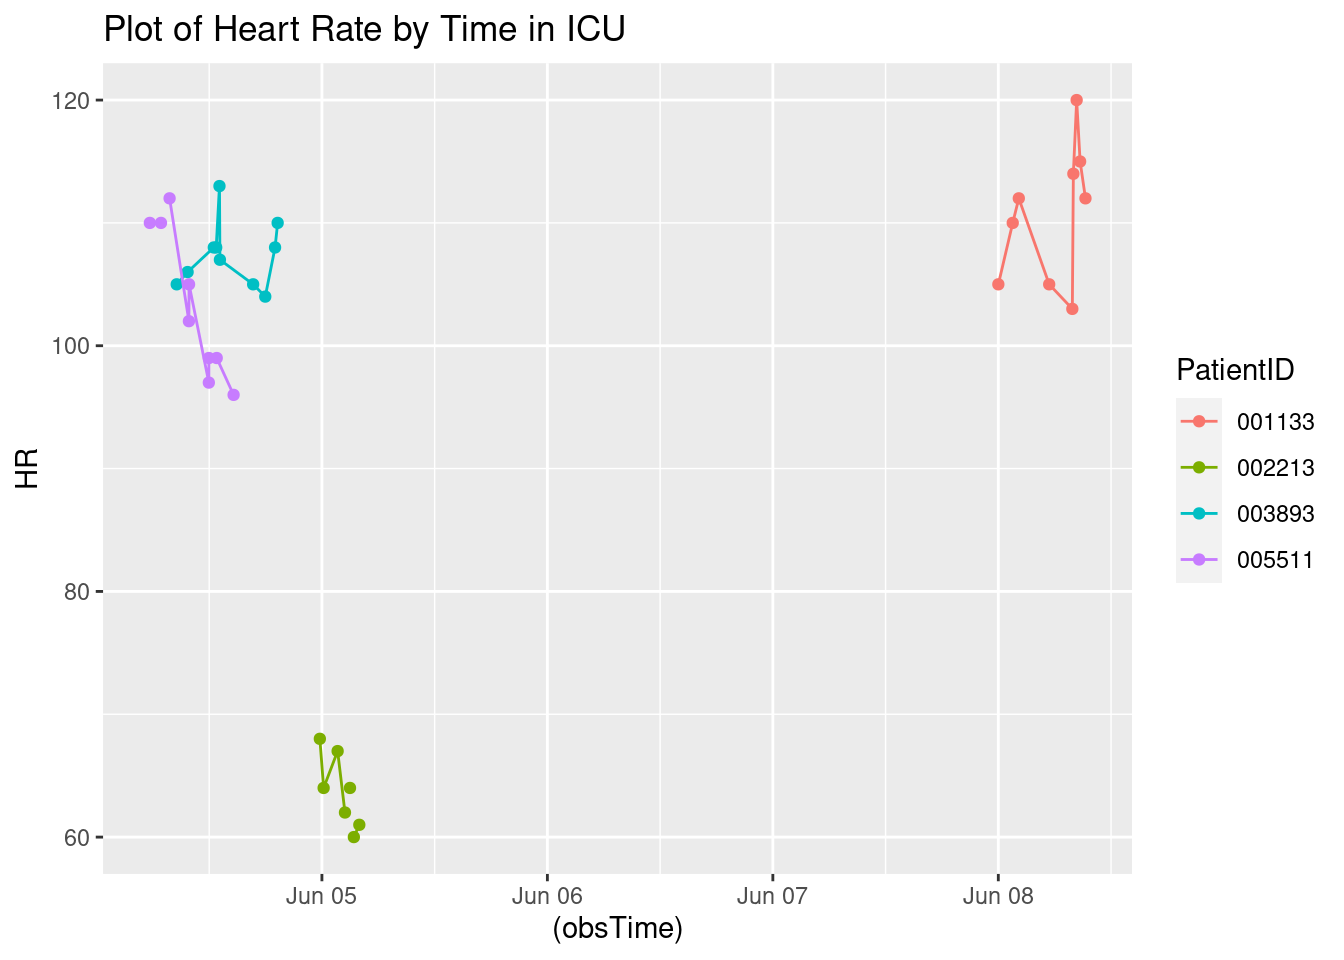 Plot of Heart Rate by Time in ICU
120
100
80
60
HR
Jun 05
Jun 06
Jun 07
Jun 08
(obsTime)
PatientID
001133
002213
003893
005511